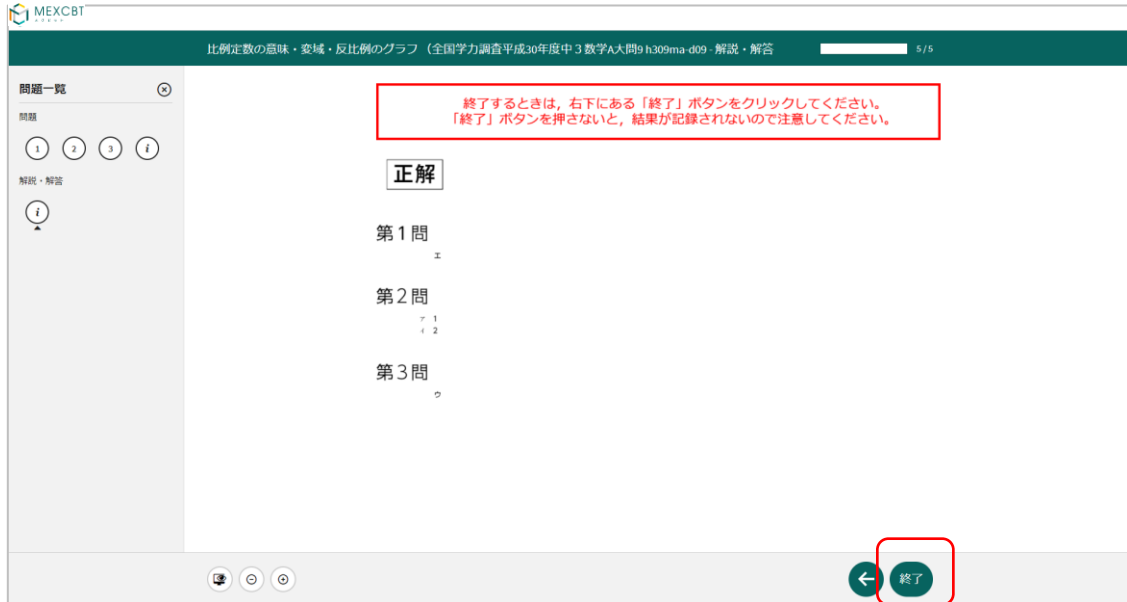 MEXCBT
比例定数の意味・変域・反比例のグラフ（全国学力調査平成30年度中３数学A大問9 h309ma-d09 - 解説・解答
5 / 5
問題一覧
問題
1 2 3 i
解説・解答
i
終了するときは，右下にある「終了」ボタンをクリックしてください。
「終了」ボタンを押さないと，結果が記録されないので注意してください。
正解
第１問
エ
第２問
ア 1
イ 2
第３問
ウ
終了